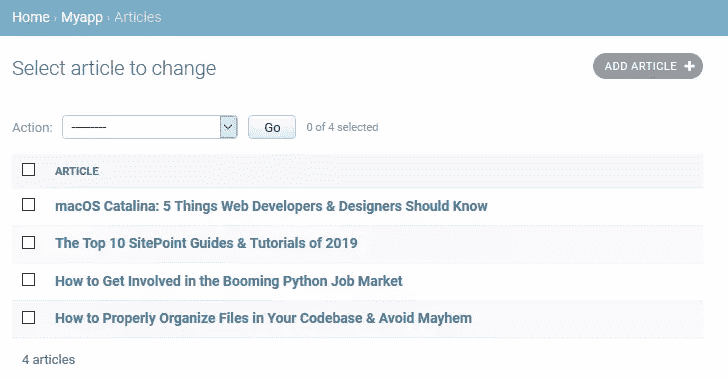 Home › Myapp › Articles
Select article to change
ADD ARTICLE +
Action: --------- Go 0 of 4 selected
ARTICLE
macOS Catalina: 5 Things Web Developers & Designers Should Know
The Top 10 SitePoint Guides & Tutorials of 2019
How to Get Involved in the Booming Python Job Market
How to Properly Organize Files in Your Codebase & Avoid Mayhem
4 articles